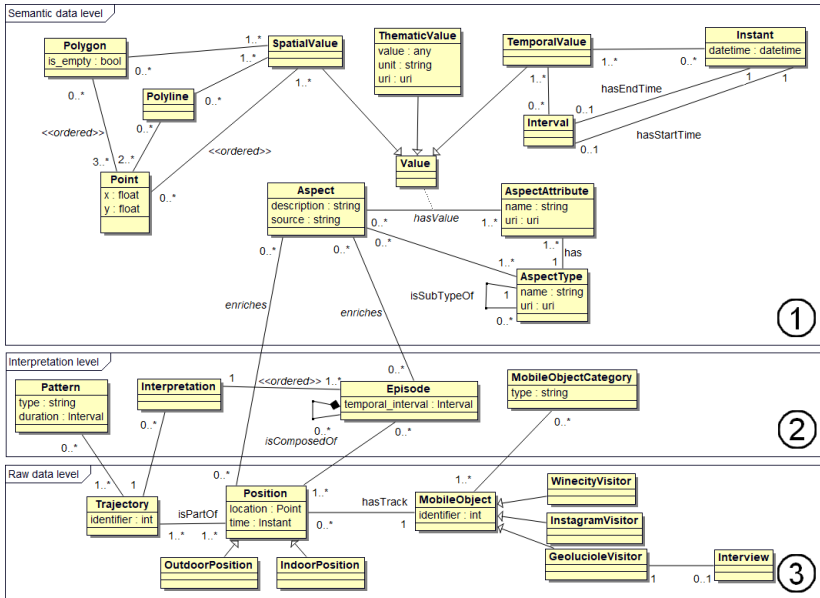 Semantic data level
Polygon
is_empty : bool
1..*
0..*
SpatialValue
1..*
0..*
1..*
ThematicValue
value : any
unit : string
uri : uri
TemporalValue
1..*
0..*
Instant
datetime : datetime
0..*
Polyline
0..*
1..*
0..*
hasEndTime
0..1
1
1
Interval
0..1
hasStartTime
<<ordered>>
<<ordered>>
3..*
2..*
Point
x : float
y : float
0..*
Value
Aspect
description : string
source : string
0..*
hasValue
1..*
AspectAttribute
name : string
uri : uri
0..*
0..*
0..*
1..*
1..*
has
1
AspectType
name : string
uri : uri
isSubTypeOf
1
0..*
enriches
enriches
1
Interpretation level
Pattern
type : string
duration : Interval
Interpretation
1
<<ordered>>
1..*
0..*
Episode
temporal_interval : Interval
MobileObjectCategory
type : string
0..*
0..*
0..*
isComposedOf
0..*
0..*
2
Raw data level
1..*
1
Trajectory
identifier : int
isPartOf
1..*
1..*
0..*
Position
location : Point
time : Instant
1..*
0..*
hasTrack
1
1..*
MobileObject
identifier : int
WinecityVisitor
InstagramVisitor
GeolucioleVisitor
1
0..1
Interview
OutdoorPosition
IndoorPosition
3